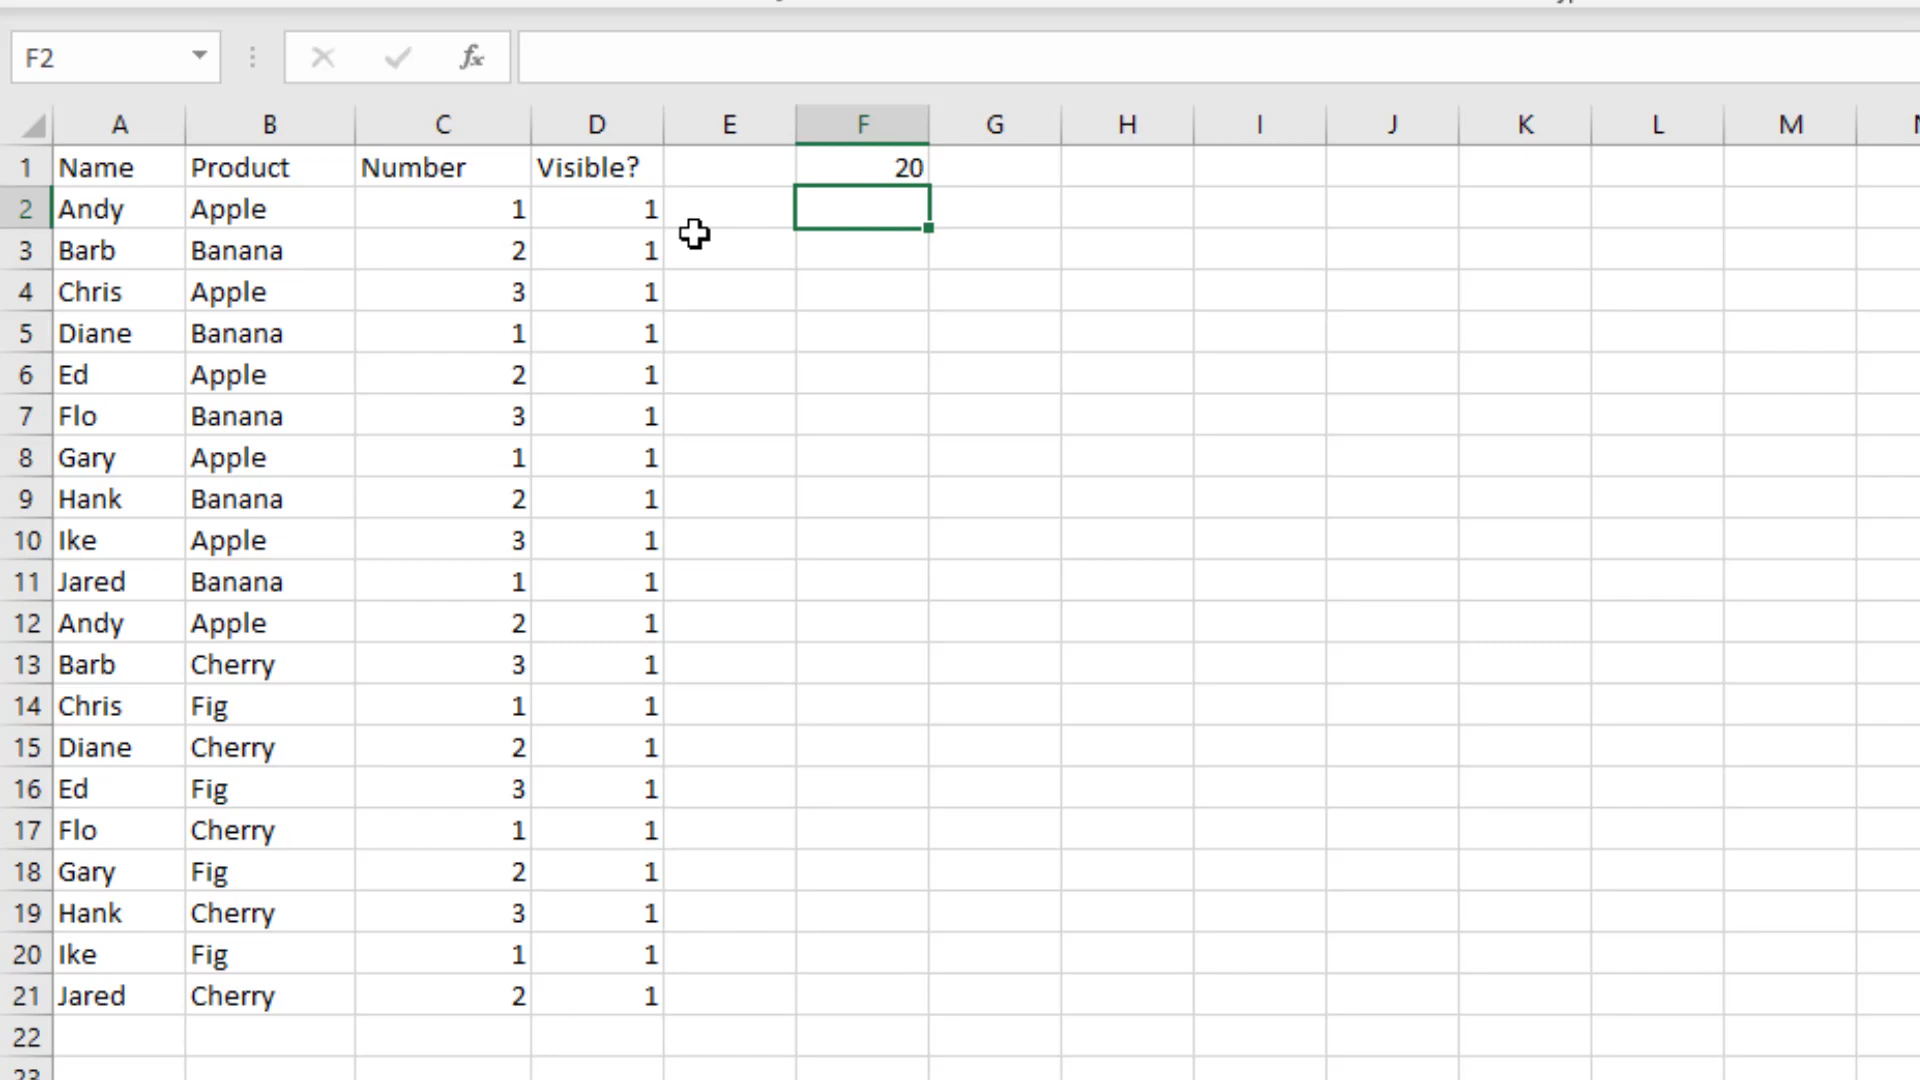 F2 fx
A B C D E F G H I J K L M
1 Name Product Number Visible? 20
2 Andy Apple 1 1
3 Barb Banana 2 1
4 Chris Apple 3 1
5 Diane Banana 1 1
6 Ed Apple 2 1
7 Flo Banana 3 1
8 Gary Apple 1 1
9 Hank Banana 2 1
10 Ike Apple 3 1
11 Jared Banana 1 1
12 Andy Apple 2 1
13 Barb Cherry 3 1
14 Chris Fig 1 1
15 Diane Cherry 2 1
16 Ed Fig 3 1
17 Flo Cherry 1 1
18 Gary Fig 2 1
19 Hank Cherry 3 1
20 Ike Fig 1 1
21 Jared Cherry 2 1
22
23